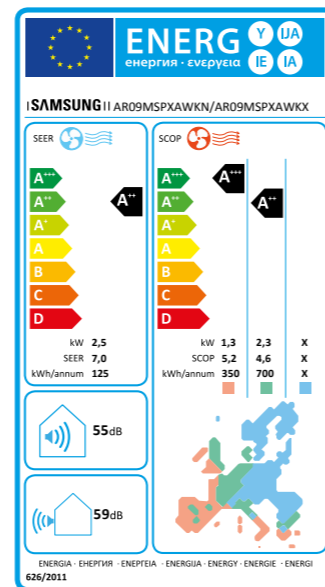 ENERG Y IJA
енергия · ενεργεια IE IA
SAMSUNG AR09MSPXAWKN/AR09MSPXAWKX
SEER SCOP
A+++ A+++ A+++
A++ A++ A++ A++
A+ A+
A A
B B
C C
D D
kW 2,5 kW 1,3 2,3 X
SEER 7,0 SCOP 5,2 4,6 X
kWh/annum 125 kWh/annum 350 700 X
55dB
59dB
ENERGIA · ЕНЕРГИЯ · ΕΝΕΡΓΕΙΑ · ENERGIJA · ENERGY · ENERGIE · ENERGI
626/2011